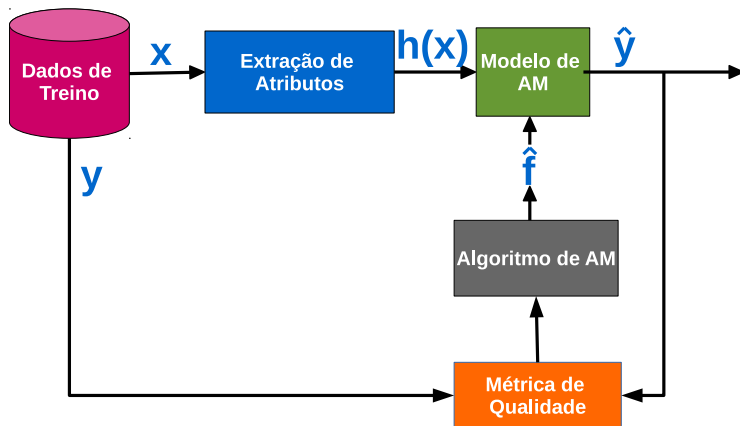 Dados de
Treino
x
Extração de
Atributos
h(x)
Modelo de
AM
ŷ
y
f̂
Algoritmo de AM
Métrica de
Qualidade